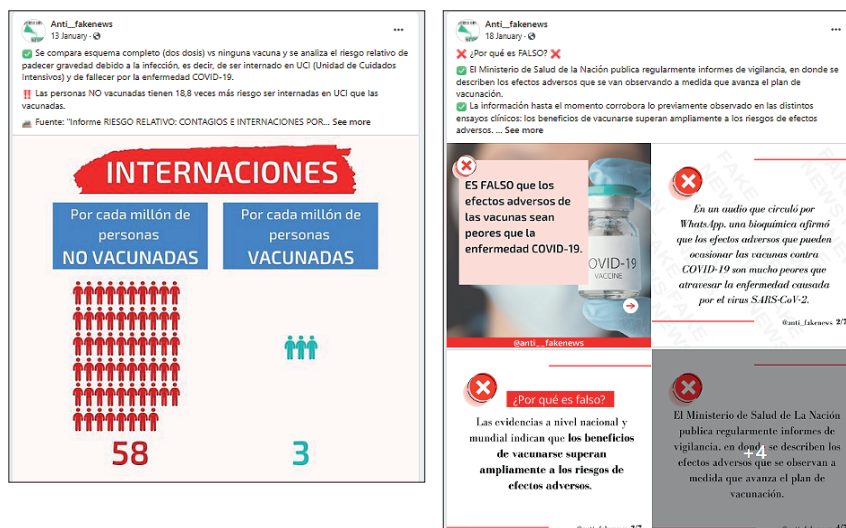 Anti__fakenews
13 January ·
Se compara esquema completo (dos dosis) vs ninguna vacuna y se analiza el riesgo relativo de
padecer gravedad debido a la infección, es decir, de ser internado en UCI (Unidad de Cuidados
Intensivos) y de fallecer por la enfermedad COVID-19.
!! Las personas NO vacunadas tienen 18,8 veces más riesgo ser internadas en UCI que las
vacunadas.
Fuente: "Informe RIESGO RELATIVO: CONTAGIOS E INTERNACIONES POR... See more
INTERNACIONES
Por cada millón de
personas
NO VACUNADAS
Por cada millón de
personas
VACUNADAS
58
3
Anti__fakenews
18 January ·
¿Por qué es FALSO?
El Ministerio de Salud de la Nación publica regularmente informes de vigilancia, en donde se
describen los efectos adversos que se van observando a medida que avanza el plan de
vacunación.
La información hasta el momento corrobora lo previamente observado en las distintos
ensayos clínicos: los beneficios de vacunarse superan ampliamente a los riesgos de efectos
adversos. ... See more
ES FALSO que los
efectos adversos de
las vacunas sean
peores que la
enfermedad COVID-19.
OVID-19
VACCINE
@anti__fakenews
En un audio que circuló por
WhatsApp, una bioquímica afirmó
que los efectos adversos que pueden
ocasionar las vacunas contra
COVID-19 son mucho peores que
atravesar la enfermedad causada
por el virus SARS-CoV-2.
@anti_fakenews 2/7
¿Por qué es falso?
Las evidencias a nivel nacional y
mundial indican que los beneficios
de vacunarse superan
ampliamente a los riesgos de
efectos adversos.
El Ministerio de Salud de La Nación
publica regularmente informes de
vigilancia, en donde se describen los
efectos adversos que se observan a
medida que avanza el plan de
vacunación.
+4